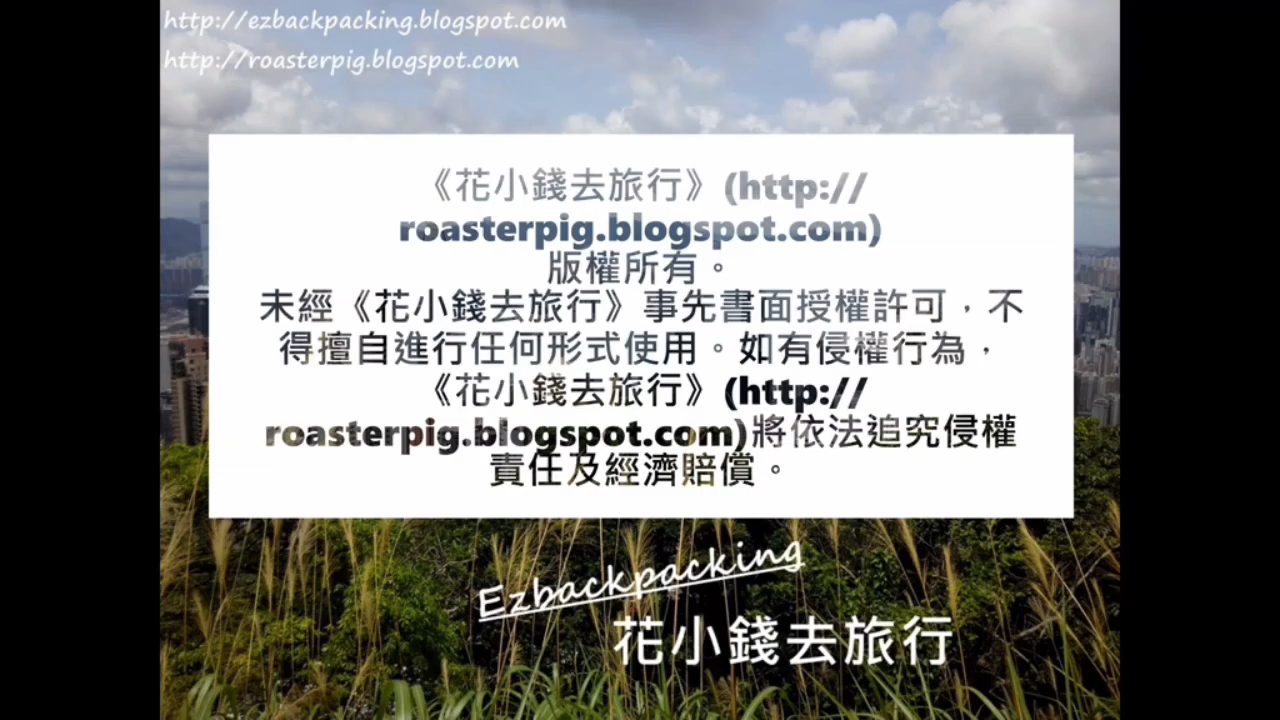 http://ezbackpacking.blogspot.com
http://roasterpig.blogspot.com
《花小錢去旅行》(http://
roasterpig.blogspot.com)
版權所有。
未經《花小錢去旅行》事先書面授權許可，不
得擅自進行任何形式使用。如有侵權行為，
《花小錢去旅行》(http://
roasterpig.blogspot.com)將依法追究侵權
責任及經濟賠償。
Ezbackpacking
花小錢去旅行